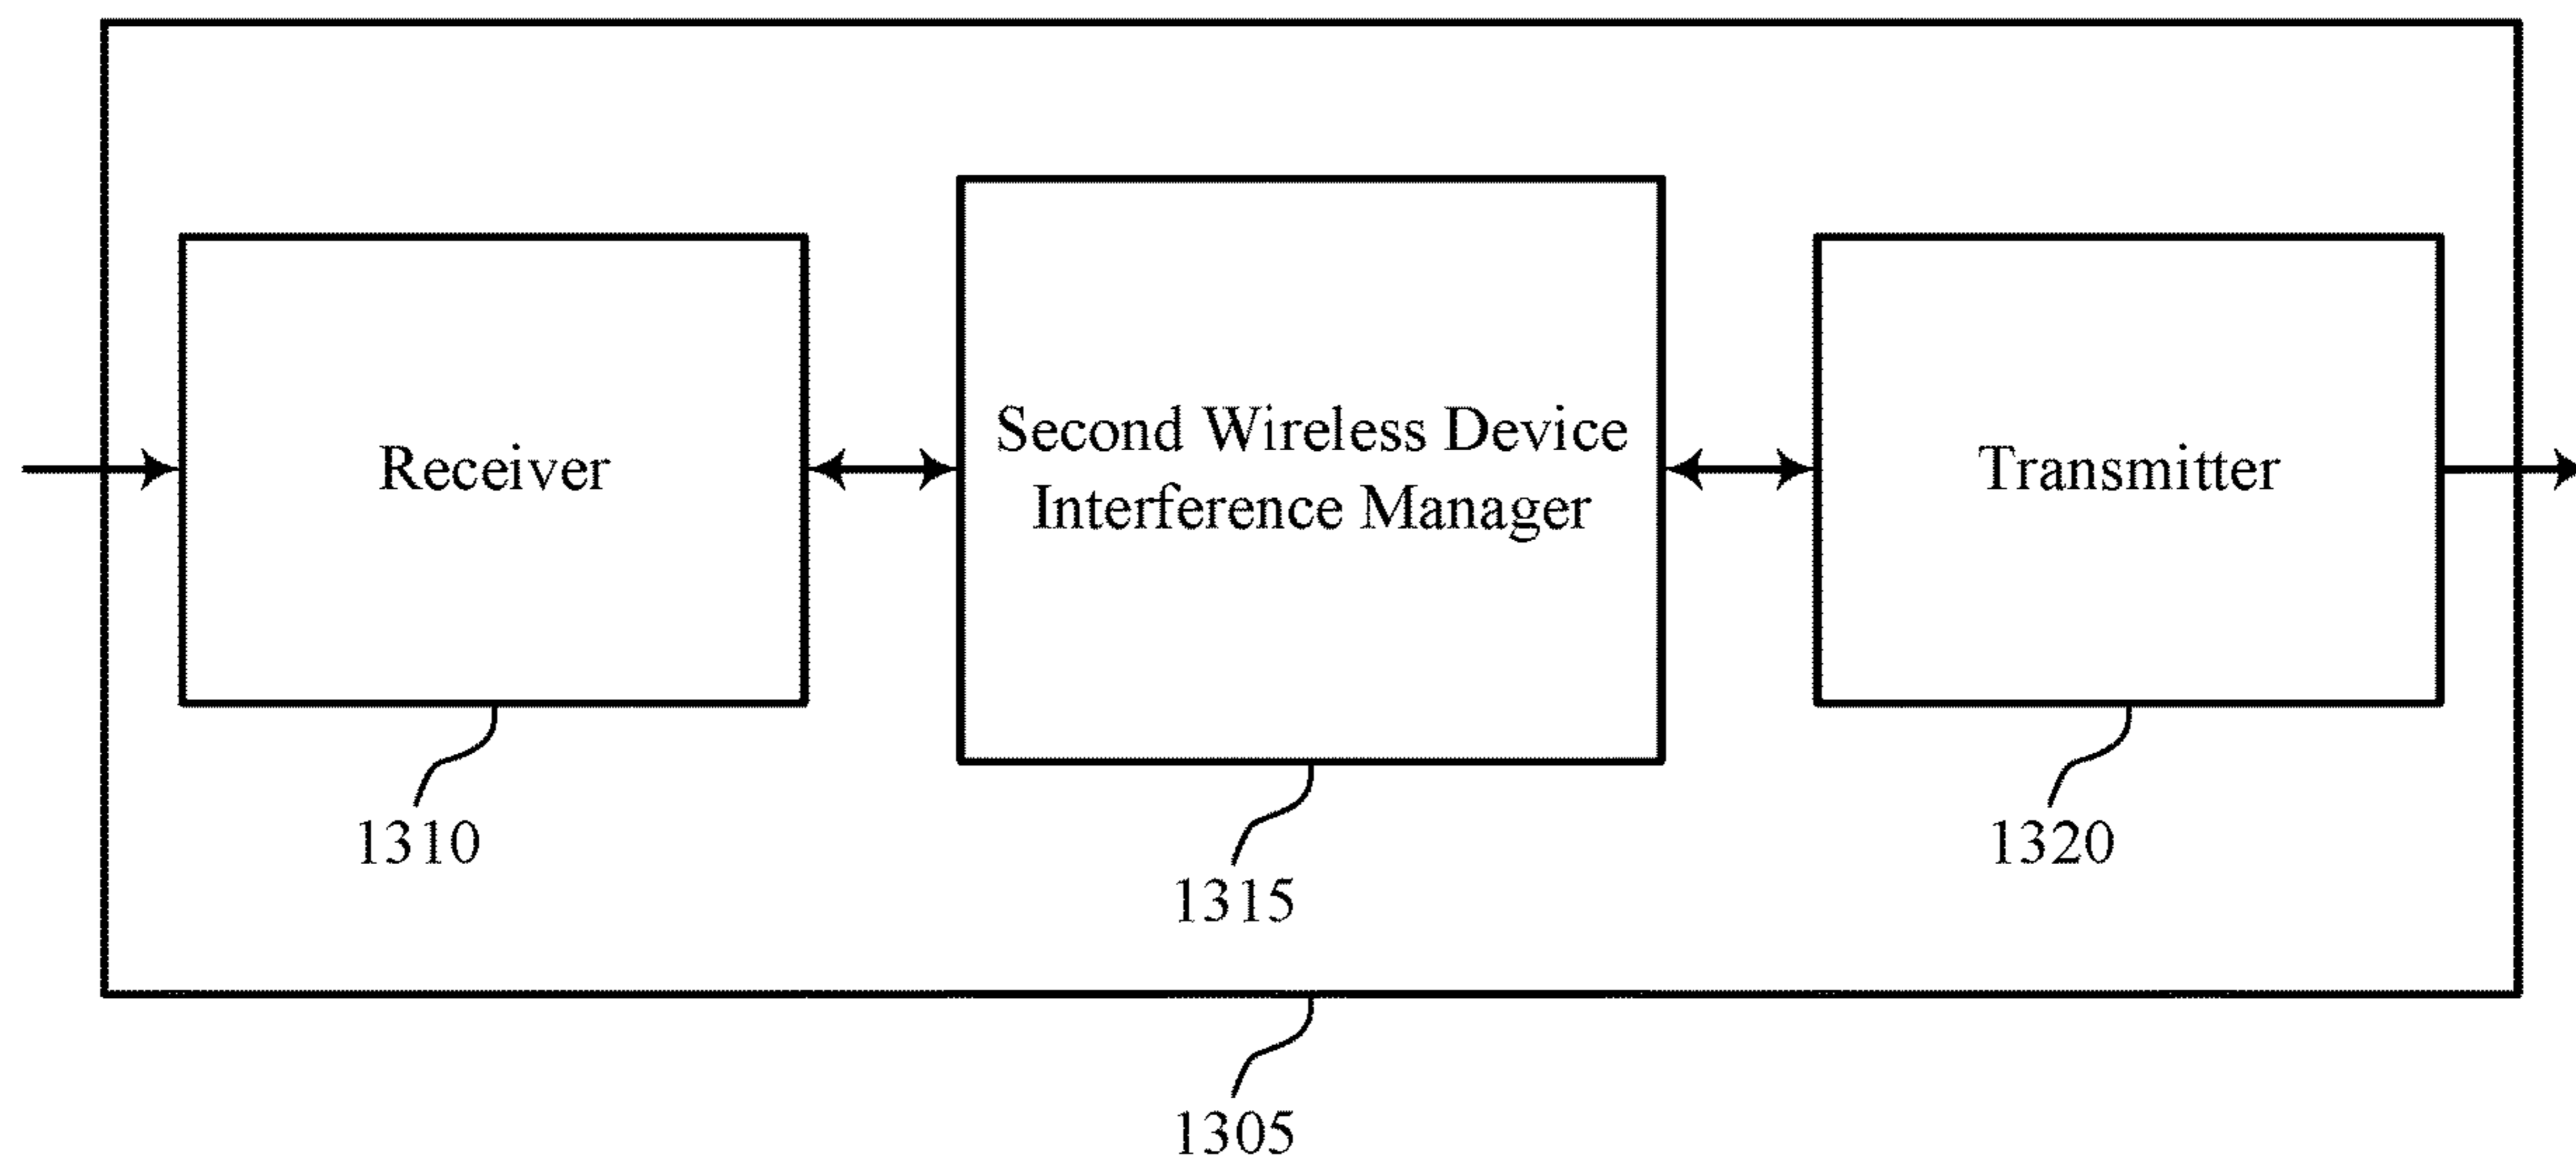 Receiver
Second Wireless Device
Interference Manager
Transmitter
1310
1315
1320
1305